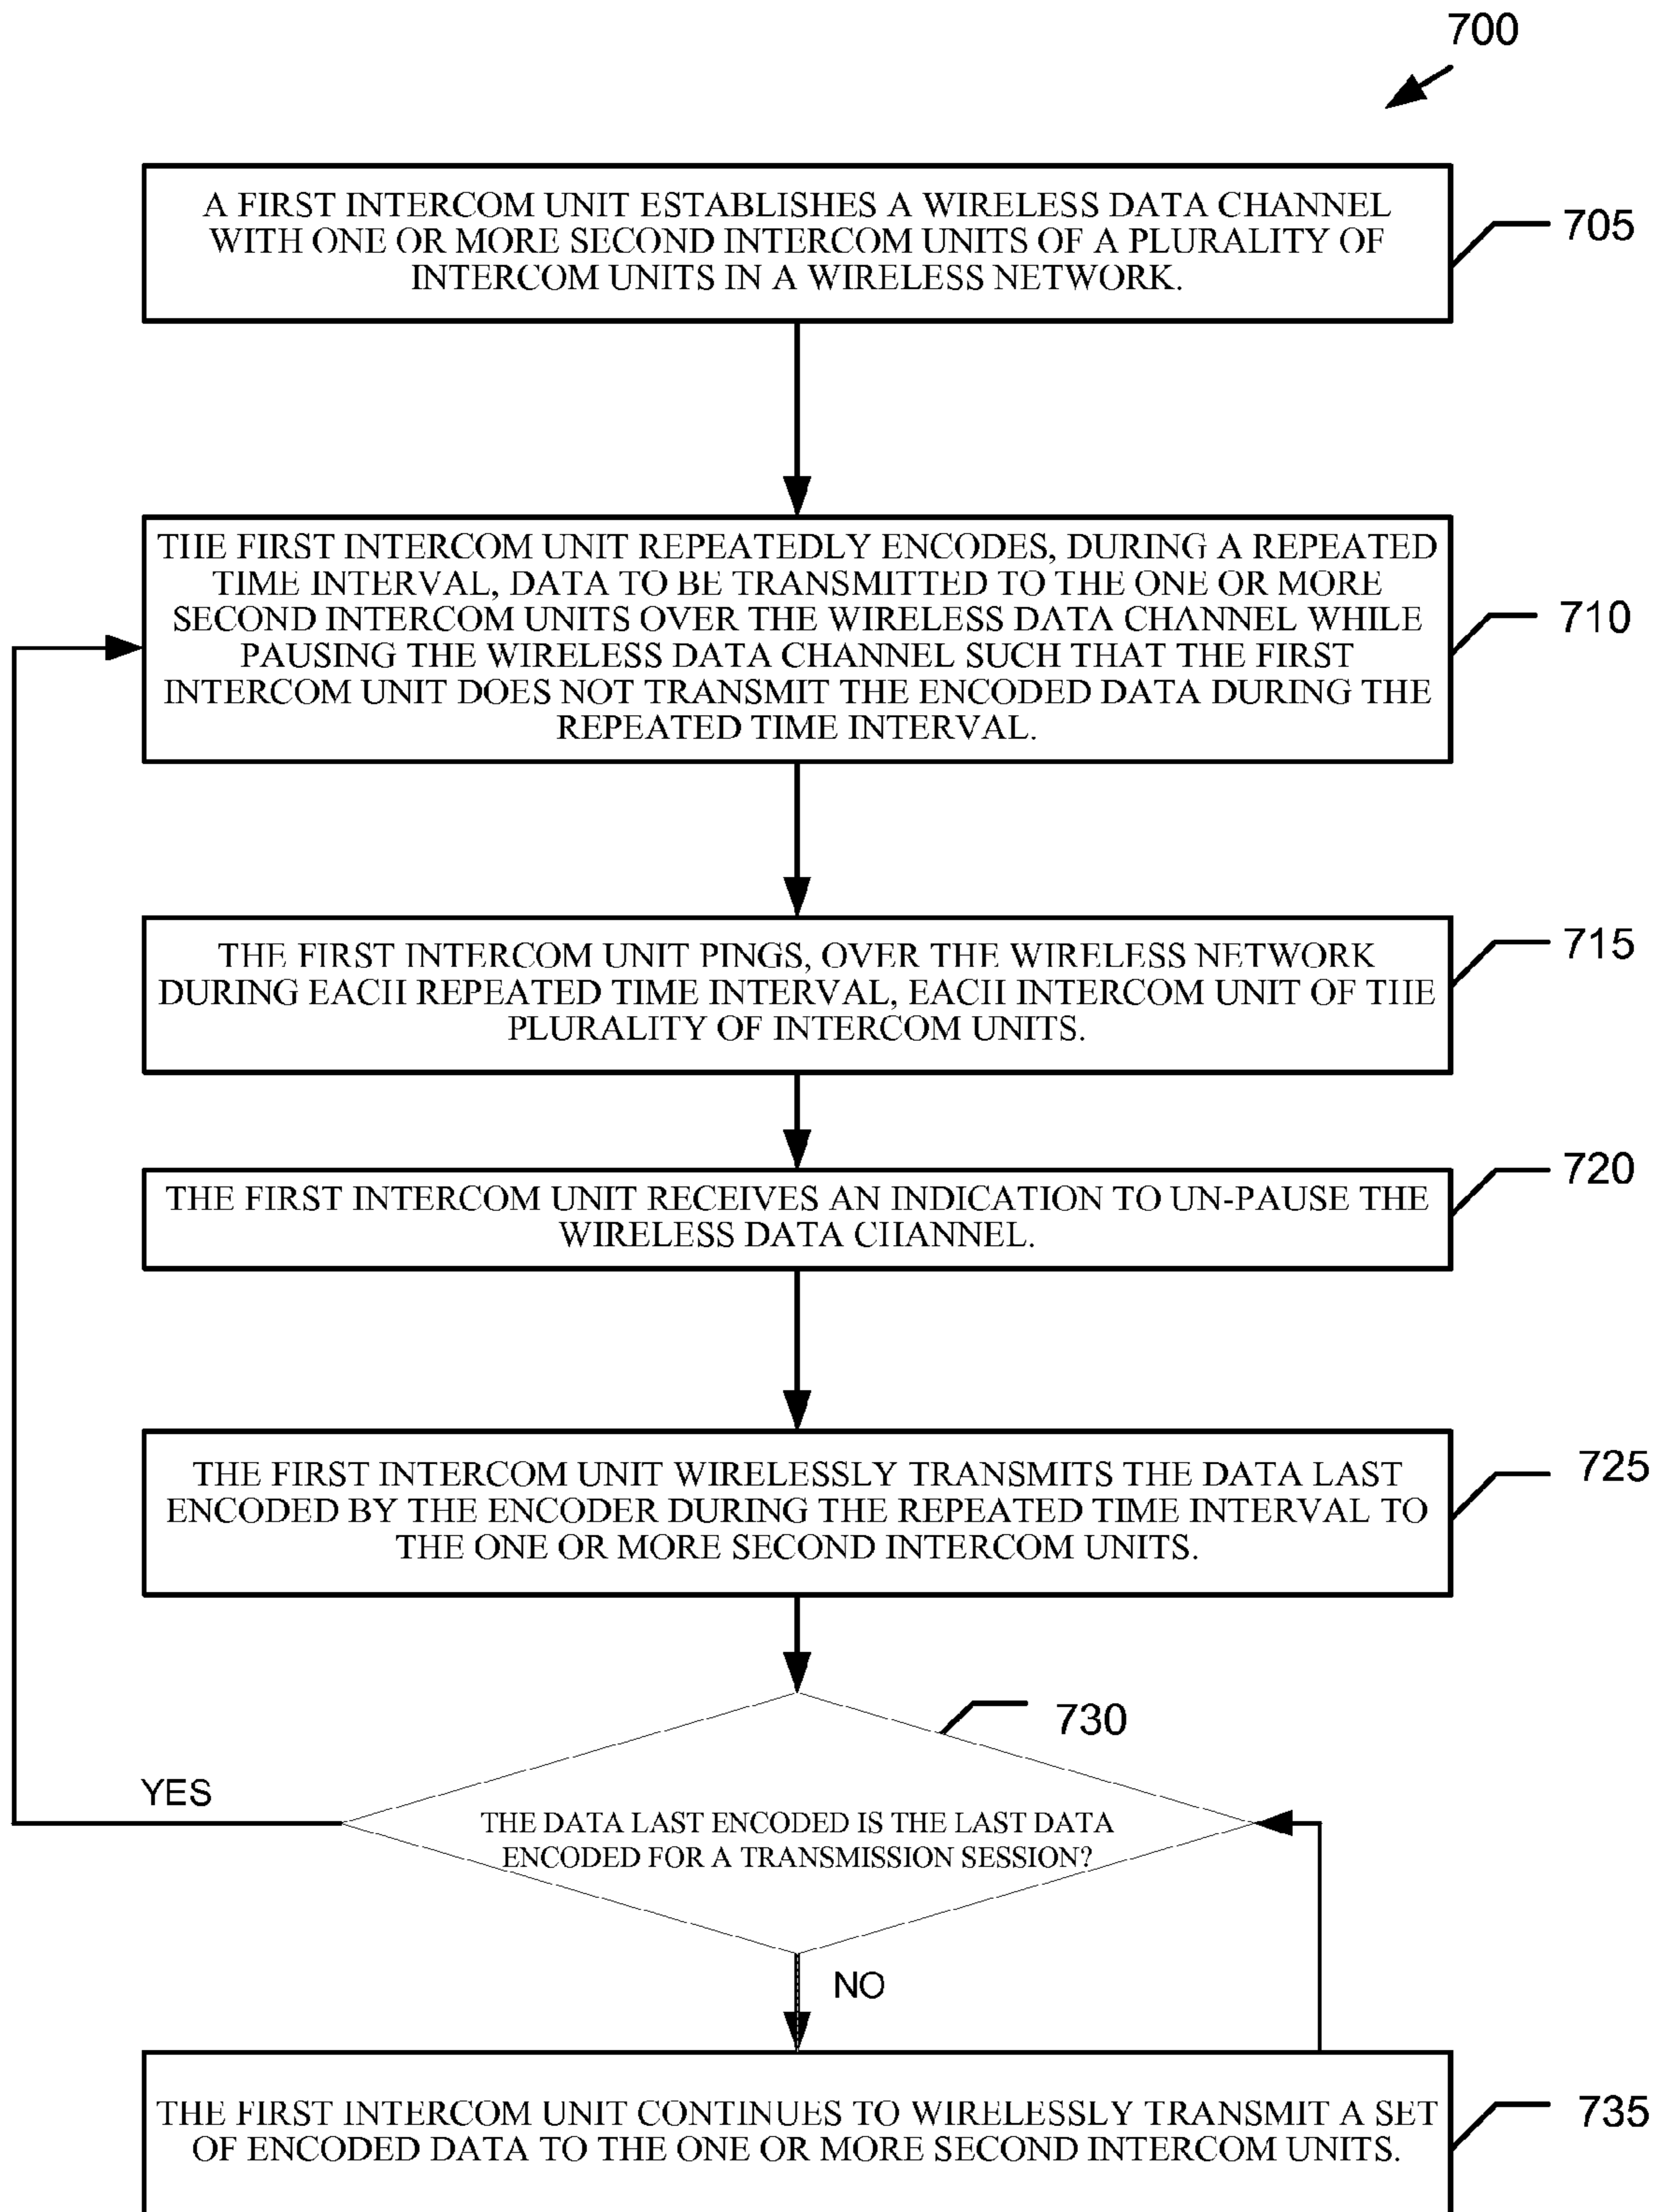 700
A FIRST INTERCOM UNIT ESTABLISHES A WIRELESS DATA CHANNEL
WITH ONE OR MORE SECOND INTERCOM UNITS OF A PLURALITY OF
INTERCOM UNITS IN A WIRELESS NETWORK.
705
THE FIRST INTERCOM UNIT REPEATEDLY ENCODES, DURING A REPEATED
TIME INTERVAL, DATA TO BE TRANSMITTED TO THE ONE OR MORE
SECOND INTERCOM UNITS OVER THE WIRELESS DATA CHANNEL WHILE
PAUSING THE WIRELESS DATA CHANNEL SUCH THAT THE FIRST
INTERCOM UNIT DOES NOT TRANSMIT THE ENCODED DATA DURING THE
REPEATED TIME INTERVAL.
710
THE FIRST INTERCOM UNIT PINGS, OVER THE WIRELESS NETWORK
DURING EACH REPEATED TIME INTERVAL, EACH INTERCOM UNIT OF THE
PLURALITY OF INTERCOM UNITS.
715
THE FIRST INTERCOM UNIT RECEIVES AN INDICATION TO UN-PAUSE THE
WIRELESS DATA CHANNEL.
720
THE FIRST INTERCOM UNIT WIRELESSLY TRANSMITS THE DATA LAST
ENCODED BY THE ENCODER DURING THE REPEATED TIME INTERVAL TO
THE ONE OR MORE SECOND INTERCOM UNITS.
725
730
YES
THE DATA LAST ENCODED IS THE LAST DATA
ENCODED FOR A TRANSMISSION SESSION?
NO
THE FIRST INTERCOM UNIT CONTINUES TO WIRELESSLY TRANSMIT A SET
OF ENCODED DATA TO THE ONE OR MORE SECOND INTERCOM UNITS.
735